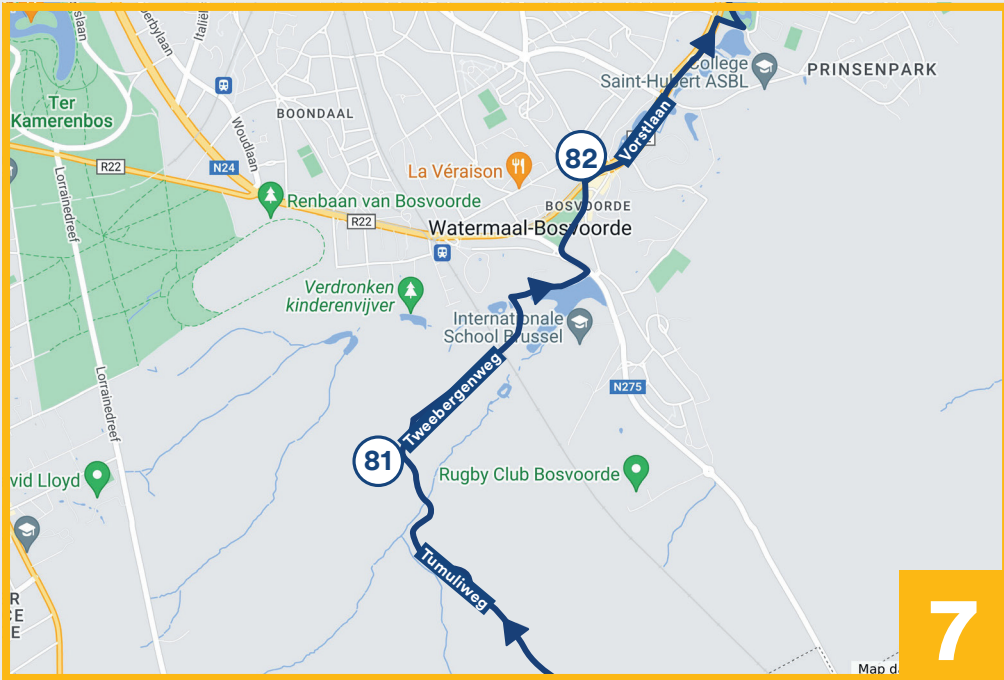 College
Saint-Hubert ASBL
PRINSENPARK
Ter
Kamerenbos
BOONDAAL
Woudlaan
Vorstlaan
82
R22
N24
La Véraison
Lorrainedreef
Renbaan van Bosvoorde
R22
BOSVOORDE
Watermaal-Bosvoorde
Verdronken
kinderenvijver
Internationale
School Brussel
Tweebergenweg
N275
Lorrainedreef
81
vid Lloyd
Rugby Club Bosvoorde
Tumuliweg
7
Map d